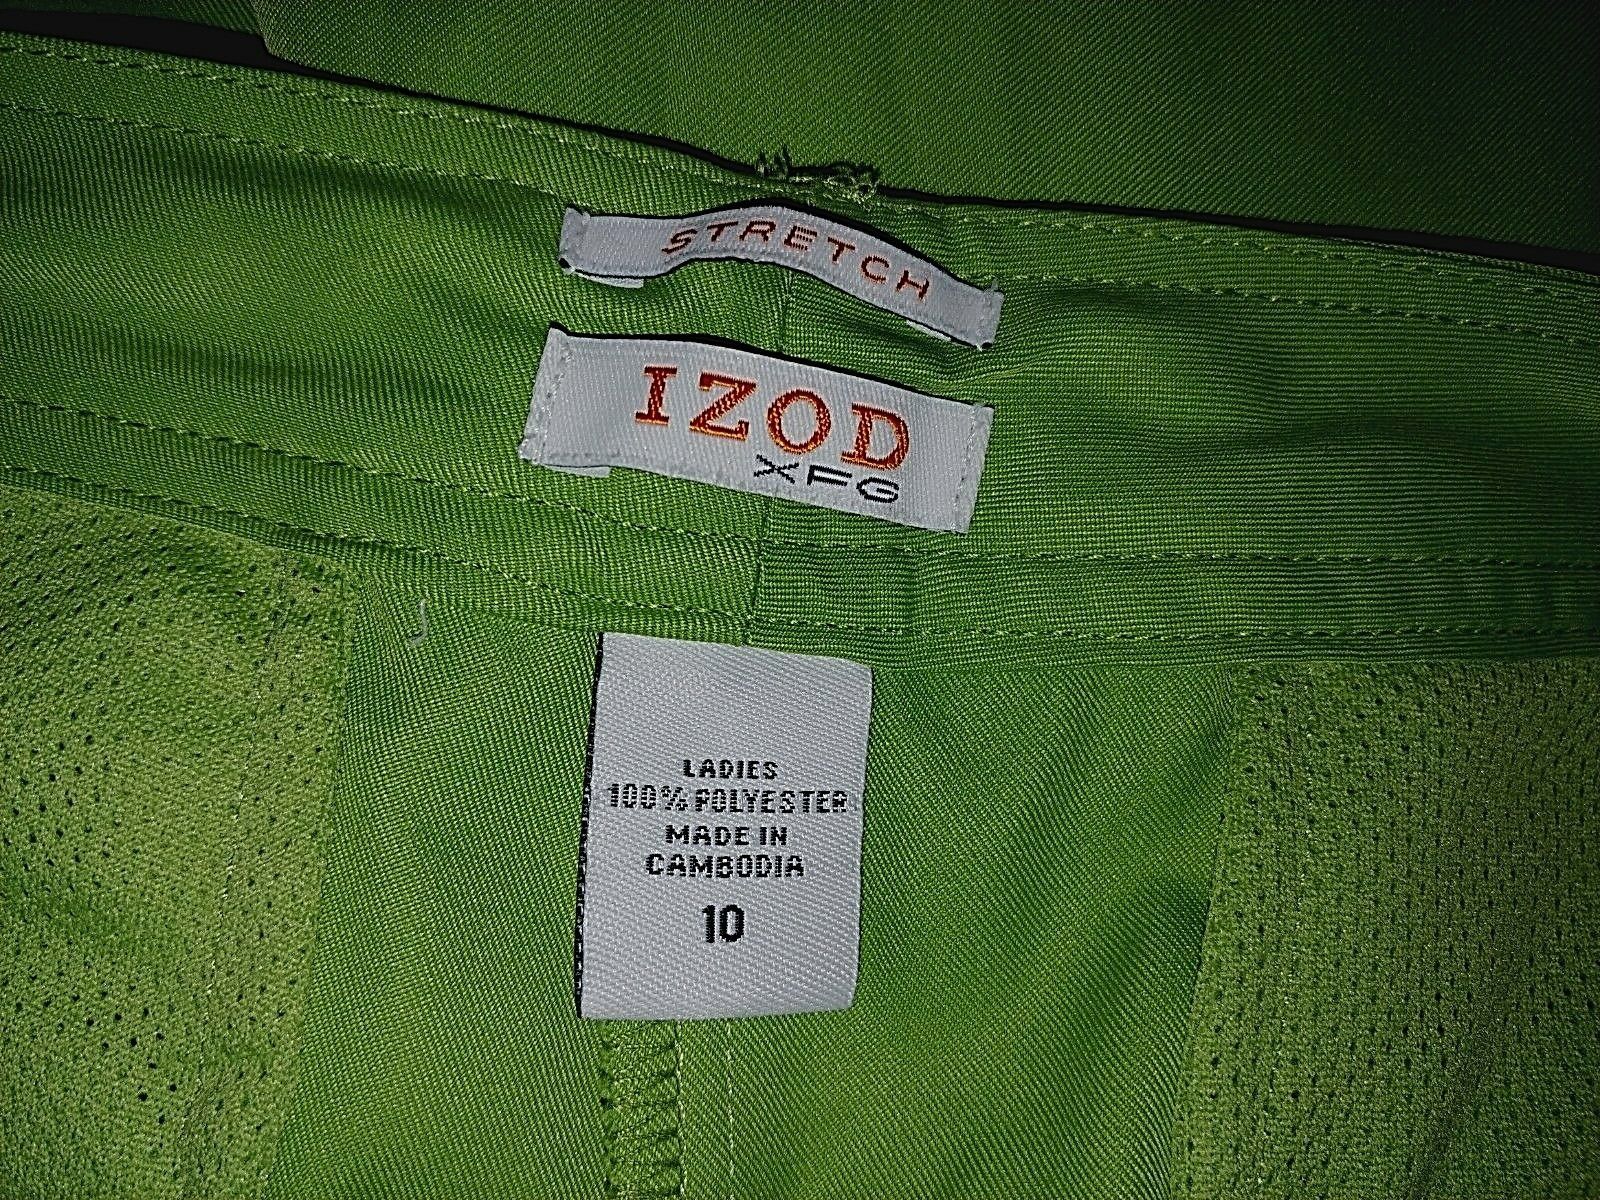 STRETCH
IZOD
XFG
LADIES
100% POLYESTER
MADE IN
CAMBODIA
10